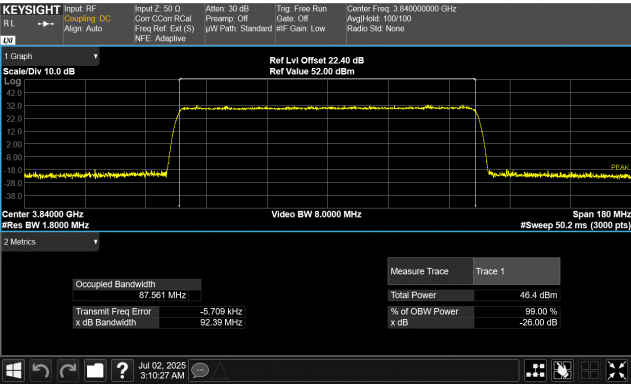 KEYSIGHT Input: RF Input Z: 50 Ω Atten: 30 dB Trig: Free Run Center Freq: 3.840000000 GHz
RL Coupling: DC Corr CCorr RCal Preamp: Off Gate: Off Avg|Hold: 100/100
Align: Auto Freq Ref: Ext (S) µW Path: Standard #IF Gain: Low Radio Std: None
LXI NFE: Adaptive
1 Graph
Ref Lvl Offset 22.40 dB
Scale/Div 10.0 dB Ref Value 52.00 dBm
Log
42.0
32.0
22.0
12.0
2.00
-8.00
-18.0
PEAK
-28.0
-38.0
Center 3.84000 GHz Video BW 8.0000 MHz Span 180 MHz
#Res BW 1.8000 MHz #Sweep 50.2 ms (3000 pts)
2 Metrics
Measure Trace Trace 1
Occupied Bandwidth
87.561 MHz Total Power 46.4 dBm
Transmit Freq Error -5.709 kHz % of OBW Power 99.00 %
x dB Bandwidth 92.39 MHz x dB -26.00 dB
? Jul 02, 2025
3:10:27 AM